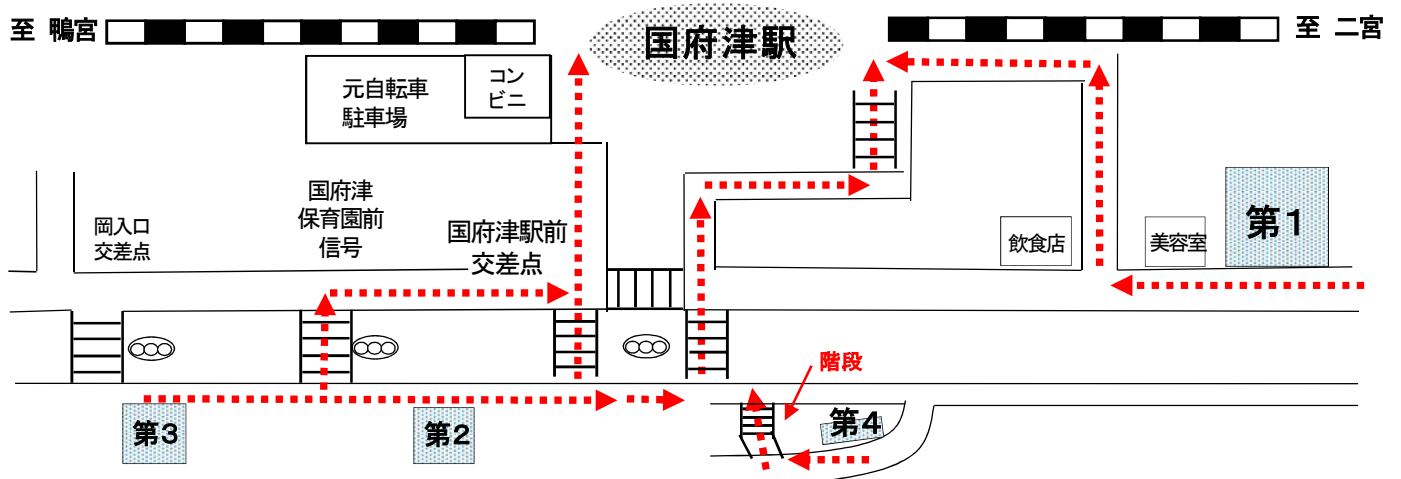 至 鴨宮
国府津駅
至 二宮
コン
ビニ
元自転車
駐車場
国府津
保育園前
信号
岡入口
交差点
国府津駅前
交差点
飲食店
美容室
第1
階段
第3
第2
第4